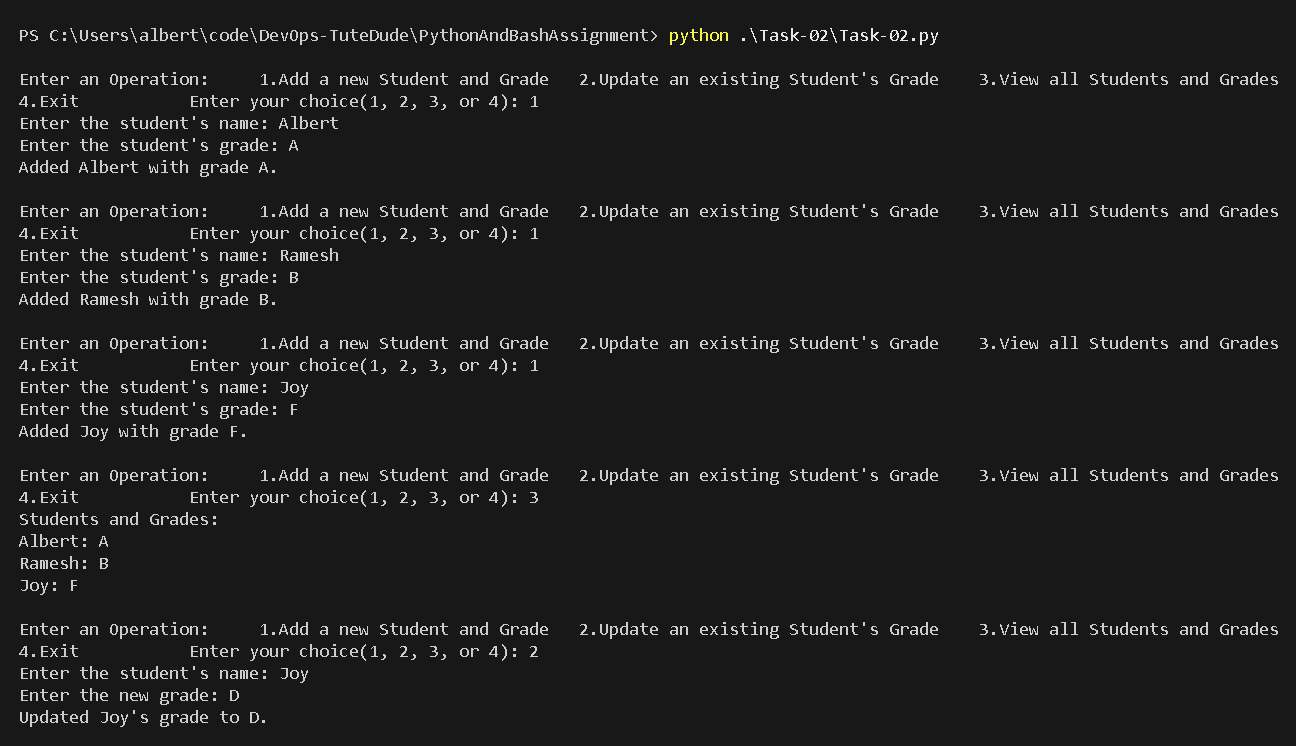 PS C:\Users\albert\code\DevOps-TuteDude\PythonAndBashAssignment> python .\Task-02\Task-02.py
Enter an Operation:     1.Add a new Student and Grade   2.Update an existing Student's Grade    3.View all Students and Grades
4.Exit           Enter your choice(1, 2, 3, or 4): 1
Enter the student's name: Albert
Enter the student's grade: A
Added Albert with grade A.
Enter an Operation:     1.Add a new Student and Grade   2.Update an existing Student's Grade    3.View all Students and Grades
4.Exit           Enter your choice(1, 2, 3, or 4): 1
Enter the student's name: Ramesh
Enter the student's grade: B
Added Ramesh with grade B.
Enter an Operation:     1.Add a new Student and Grade   2.Update an existing Student's Grade    3.View all Students and Grades
4.Exit           Enter your choice(1, 2, 3, or 4): 1
Enter the student's name: Joy
Enter the student's grade: F
Added Joy with grade F.
Enter an Operation:     1.Add a new Student and Grade   2.Update an existing Student's Grade    3.View all Students and Grades
4.Exit           Enter your choice(1, 2, 3, or 4): 3
Students and Grades:
Albert: A
Ramesh: B
Joy: F
Enter an Operation:     1.Add a new Student and Grade   2.Update an existing Student's Grade    3.View all Students and Grades
4.Exit           Enter your choice(1, 2, 3, or 4): 2
Enter the student's name: Joy
Enter the new grade: D
Updated Joy's grade to D.